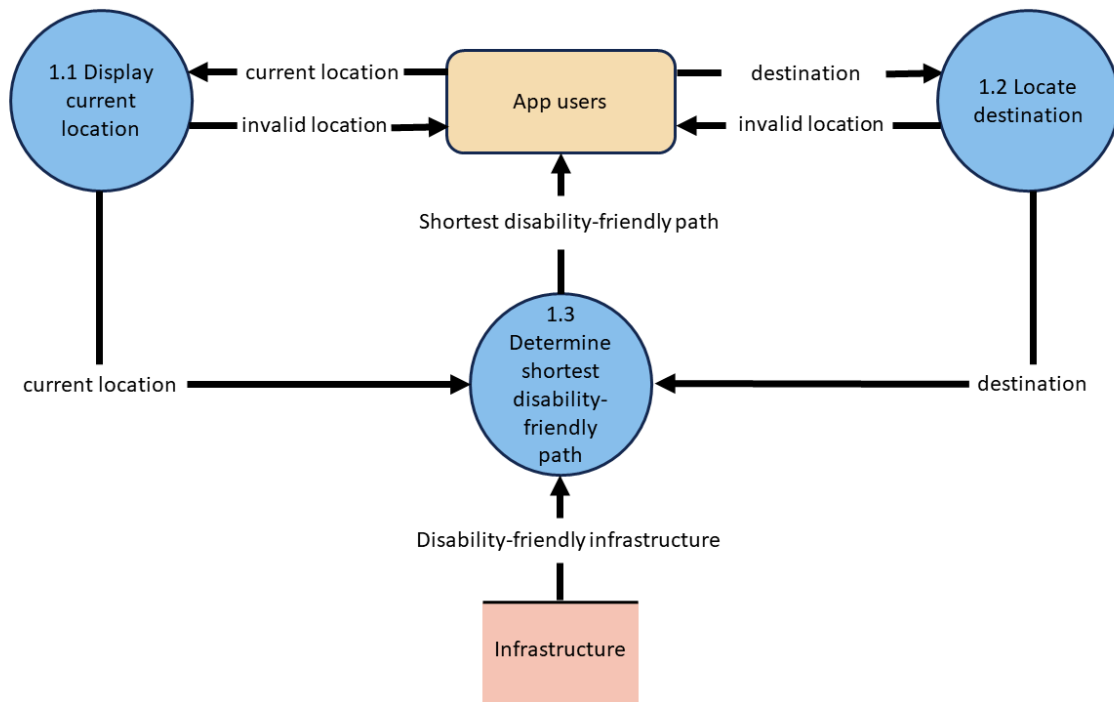 1.1 Display
current
location
current location
invalid location
App users
destination
invalid location
1.2 Locate
destination
Shortest disability-friendly path
1.3
Determine
shortest
disability-
friendly
path
current location
destination
Disability-friendly infrastructure
Infrastructure